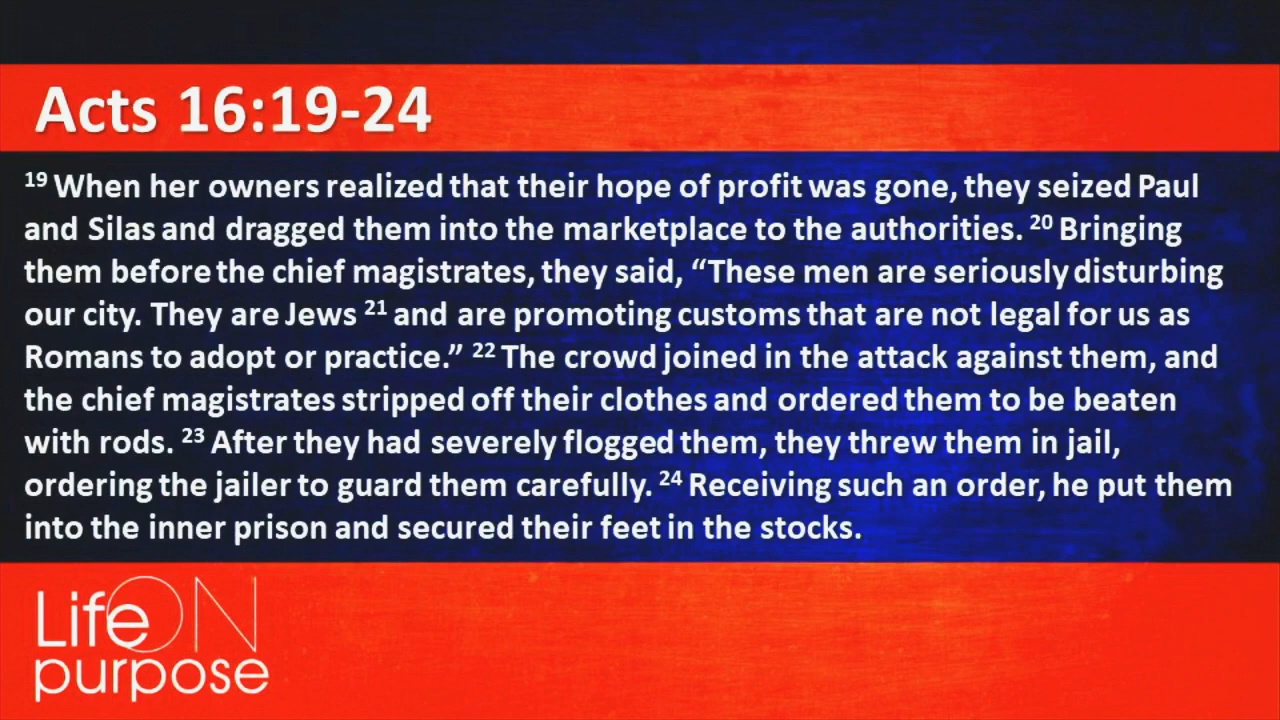 Acts 16:19-24
19 When her owners realized that their hope of profit was gone, they seized Paul
and Silas and dragged them into the marketplace to the authorities. 20 Bringing
them before the chief magistrates, they said, “These men are seriously disturbing
our city. They are Jews 21 and are promoting customs that are not legal for us as
Romans to adopt or practice.” 22 The crowd joined in the attack against them, and
the chief magistrates stripped off their clothes and ordered them to be beaten
with rods. 23 After they had severely flogged them, they threw them in jail,
ordering the jailer to guard them carefully. 24 Receiving such an order, he put them
into the inner prison and secured their feet in the stocks.
Life ON
purpose